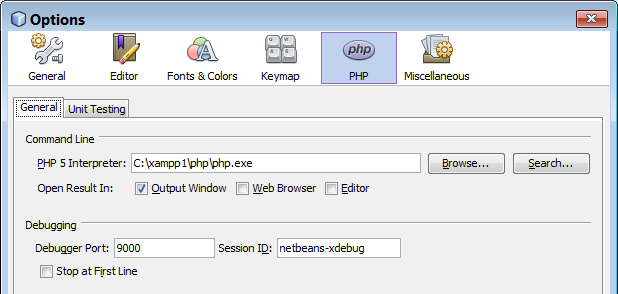 Options
php
General Editor Fonts & Colors Keymap PHP Miscellaneous
General Unit Testing
Command Line
PHP 5 Interpreter: C:\xampp1\php\php.exe Browse... Search...
Open Result In: Output Window Web Browser Editor
Debugging
Debugger Port: 9000 Session ID: netbeans-xdebug
Stop at First Line